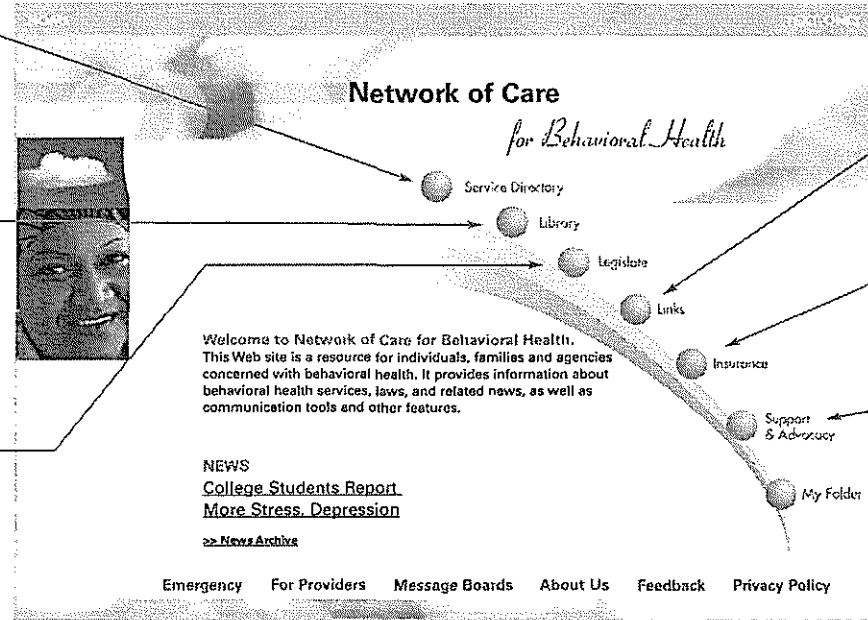 HOME
TEXT ONLY
Network of Care
for Behavioral Health
Service Directory
Library
Legislate
Links
Insurance
Support
& Advocacy
My Folder
Welcome to Network of Care for Behavioral Health.
This Web site is a resource for individuals, families and agencies
concerned with behavioral health. It provides information about
behavioral health services, laws, and related news, as well as
communication tools and other features.
NEWS
College Students Report
More Stress, Depression
>> News Archive
Emergency For Providers Message Boards About Us Feedback Privacy Policy